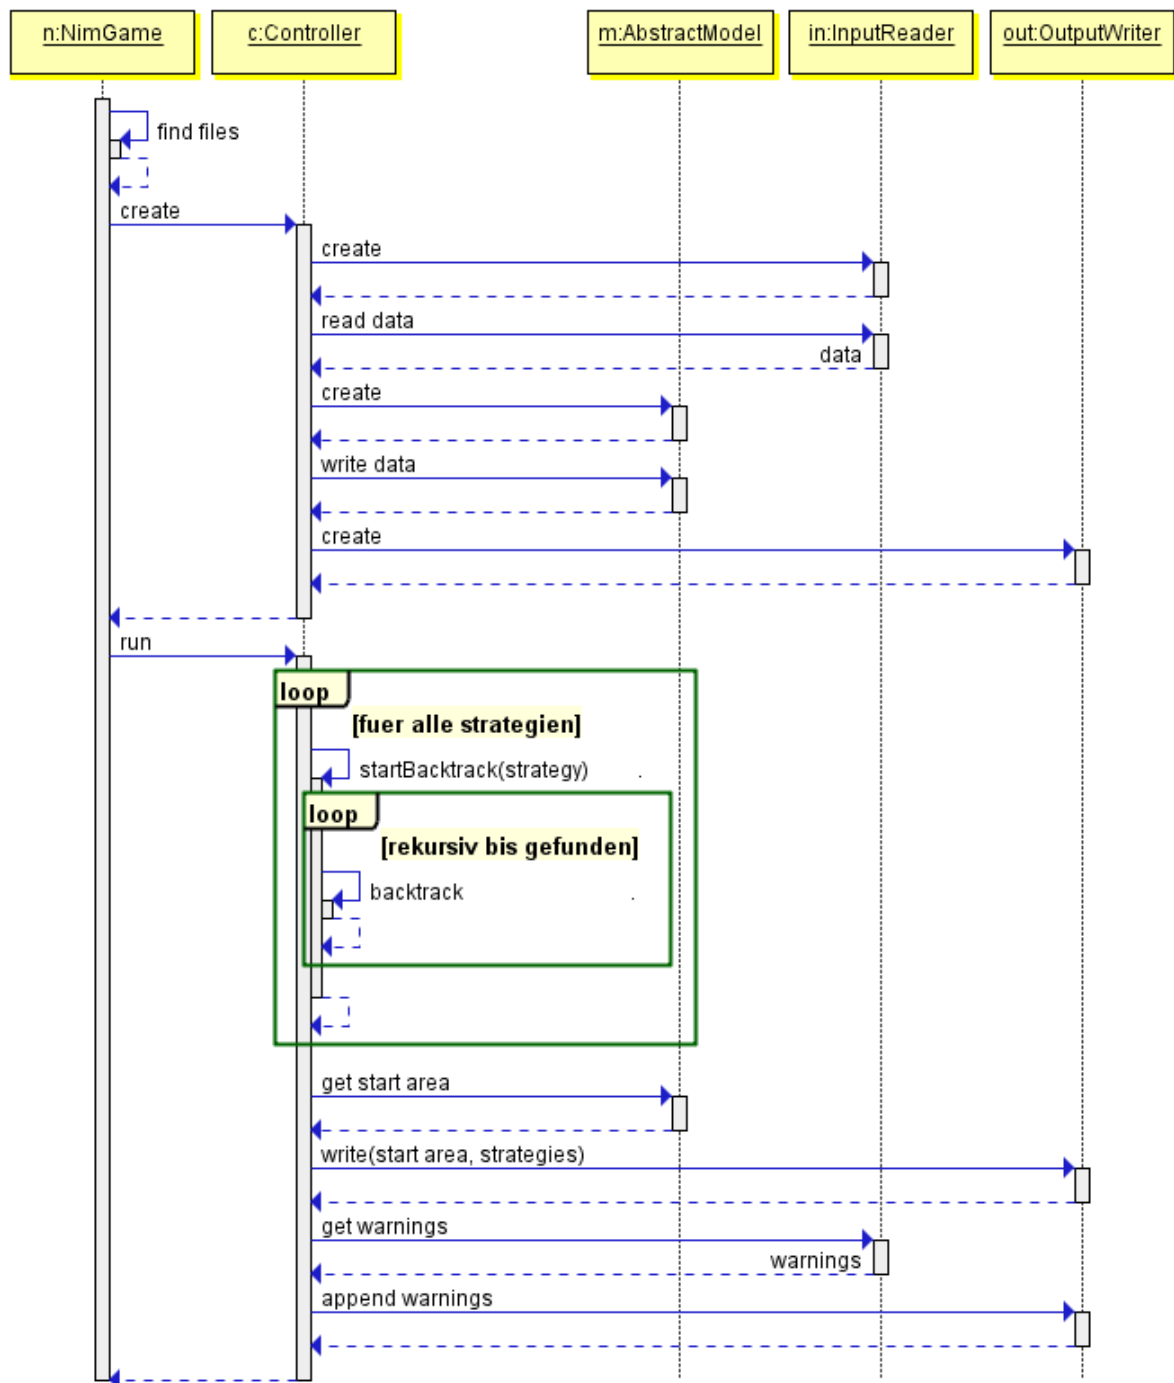 n:NimGame
c:Controller
m:AbstractModel
in:InputReader
out:OutputWriter
find files
create
create
read data
data
create
write data
create
run
loop
[fuer alle strategien]
startBacktrack(strategy) .
loop
[rekursiv bis gefunden]
backtrack .
get start area
write(start area, strategies)
get warnings
warnings
append warnings